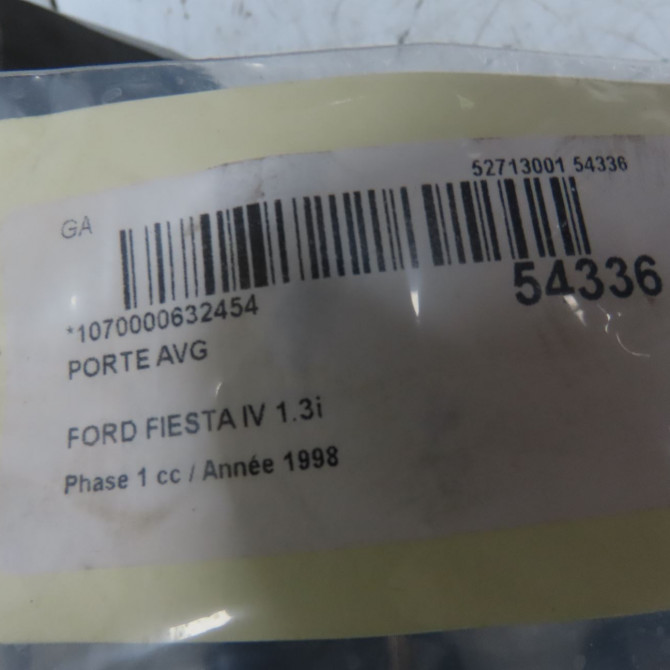 52713001 54336
GA
54336
*1070000632454
PORTE AVG
FORD FIESTA IV 1.3i
Phase 1 cc / Année 1998